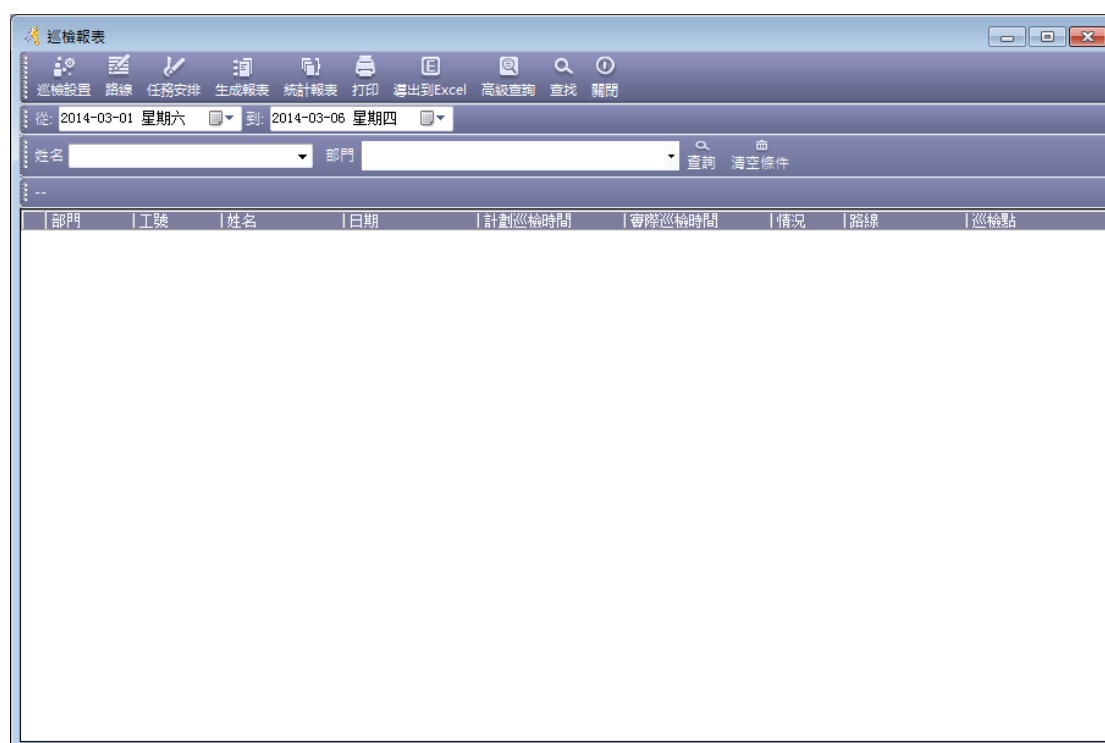 巡檢報表
巡檢設置 路線 任務安排 生成報表 統計報表 打印 導出到Excel 高級查詢 查找 關閉
從: 2014-03-01 星期六 到: 2014-03-06 星期四
姓名 部門 查詢 清空條件
--
部門 工號 姓名 日期 計劃巡檢時間 實際巡檢時間 情況 路線 巡檢點